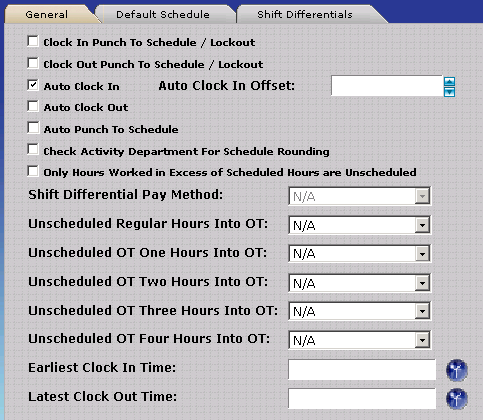 General Default Schedule Shift Differentials
Clock In Punch To Schedule / Lockout
Clock Out Punch To Schedule / Lockout
Auto Clock In Auto Clock In Offset:
Auto Clock Out
Auto Punch To Schedule
Check Activity Department For Schedule Rounding
Only Hours Worked in Excess of Scheduled Hours are Unscheduled
Shift Differential Pay Method: N/A
Unscheduled Regular Hours Into OT: N/A
Unscheduled OT One Hours Into OT: N/A
Unscheduled OT Two Hours Into OT: N/A
Unscheduled OT Three Hours Into OT: N/A
Unscheduled OT Four Hours Into OT: N/A
Earliest Clock In Time:
Latest Clock Out Time: